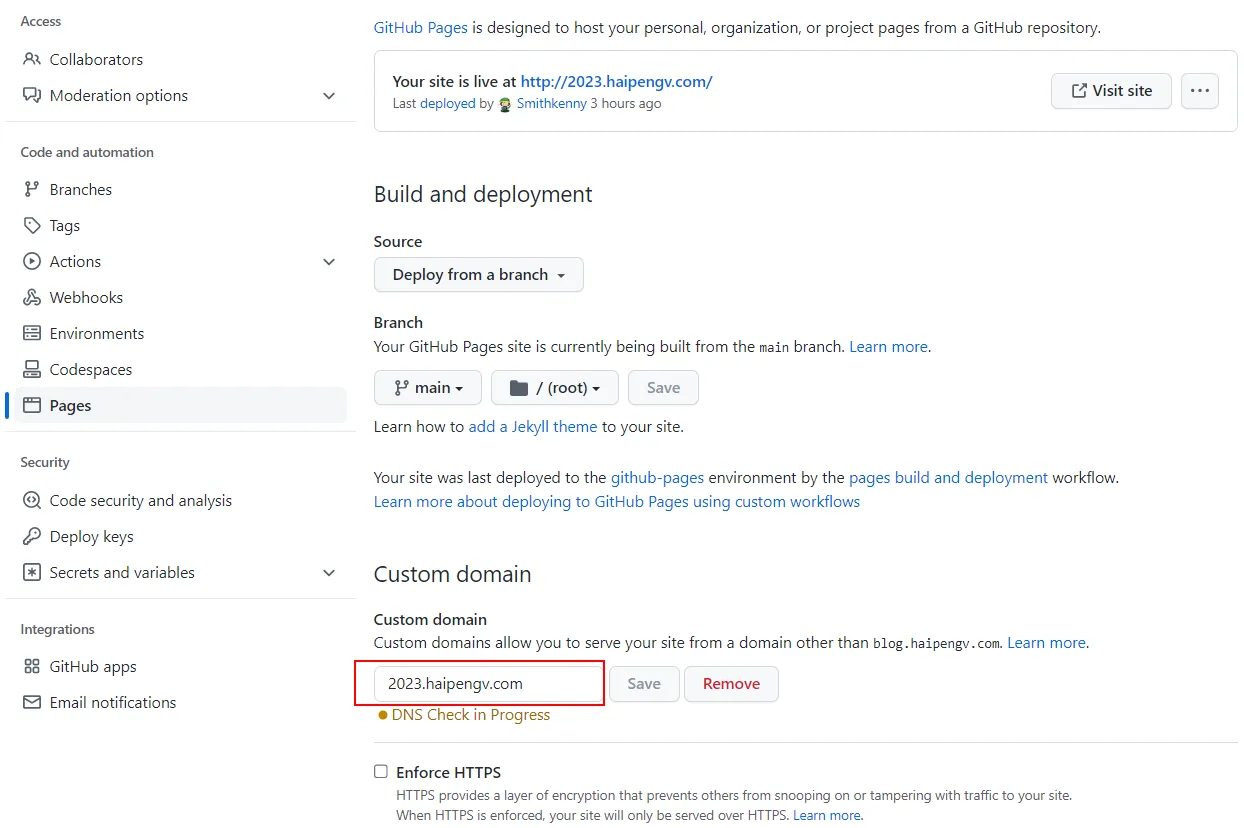 Access
Collaborators
Moderation options
Code and automation
Branches
Tags
Actions
Webhooks
Environments
Codespaces
Pages
Security
Code security and analysis
Deploy keys
Secrets and variables
Integrations
GitHub apps
Email notifications
GitHub Pages is designed to host your personal, organization, or project pages from a GitHub repository.
Your site is live at http://2023.haipengv.com/
Last deployed by Smithkenny 3 hours ago
Visit site
Build and deployment
Source
Deploy from a branch
Branch
Your GitHub Pages site is currently being built from the main branch. Learn more.
main
/ (root)
Save
Learn how to add a Jekyll theme to your site.
Your site was last deployed to the github-pages environment by the pages build and deployment workflow.
Learn more about deploying to GitHub Pages using custom workflows
Custom domain
Custom domain
Custom domains allow you to serve your site from a domain other than blog.haipengv.com. Learn more.
2023.haipengv.com
Save
Remove
DNS Check in Progress
Enforce HTTPS
HTTPS provides a layer of encryption that prevents others from snooping on or tampering with traffic to your site.
When HTTPS is enforced, your site will only be served over HTTPS. Learn more.